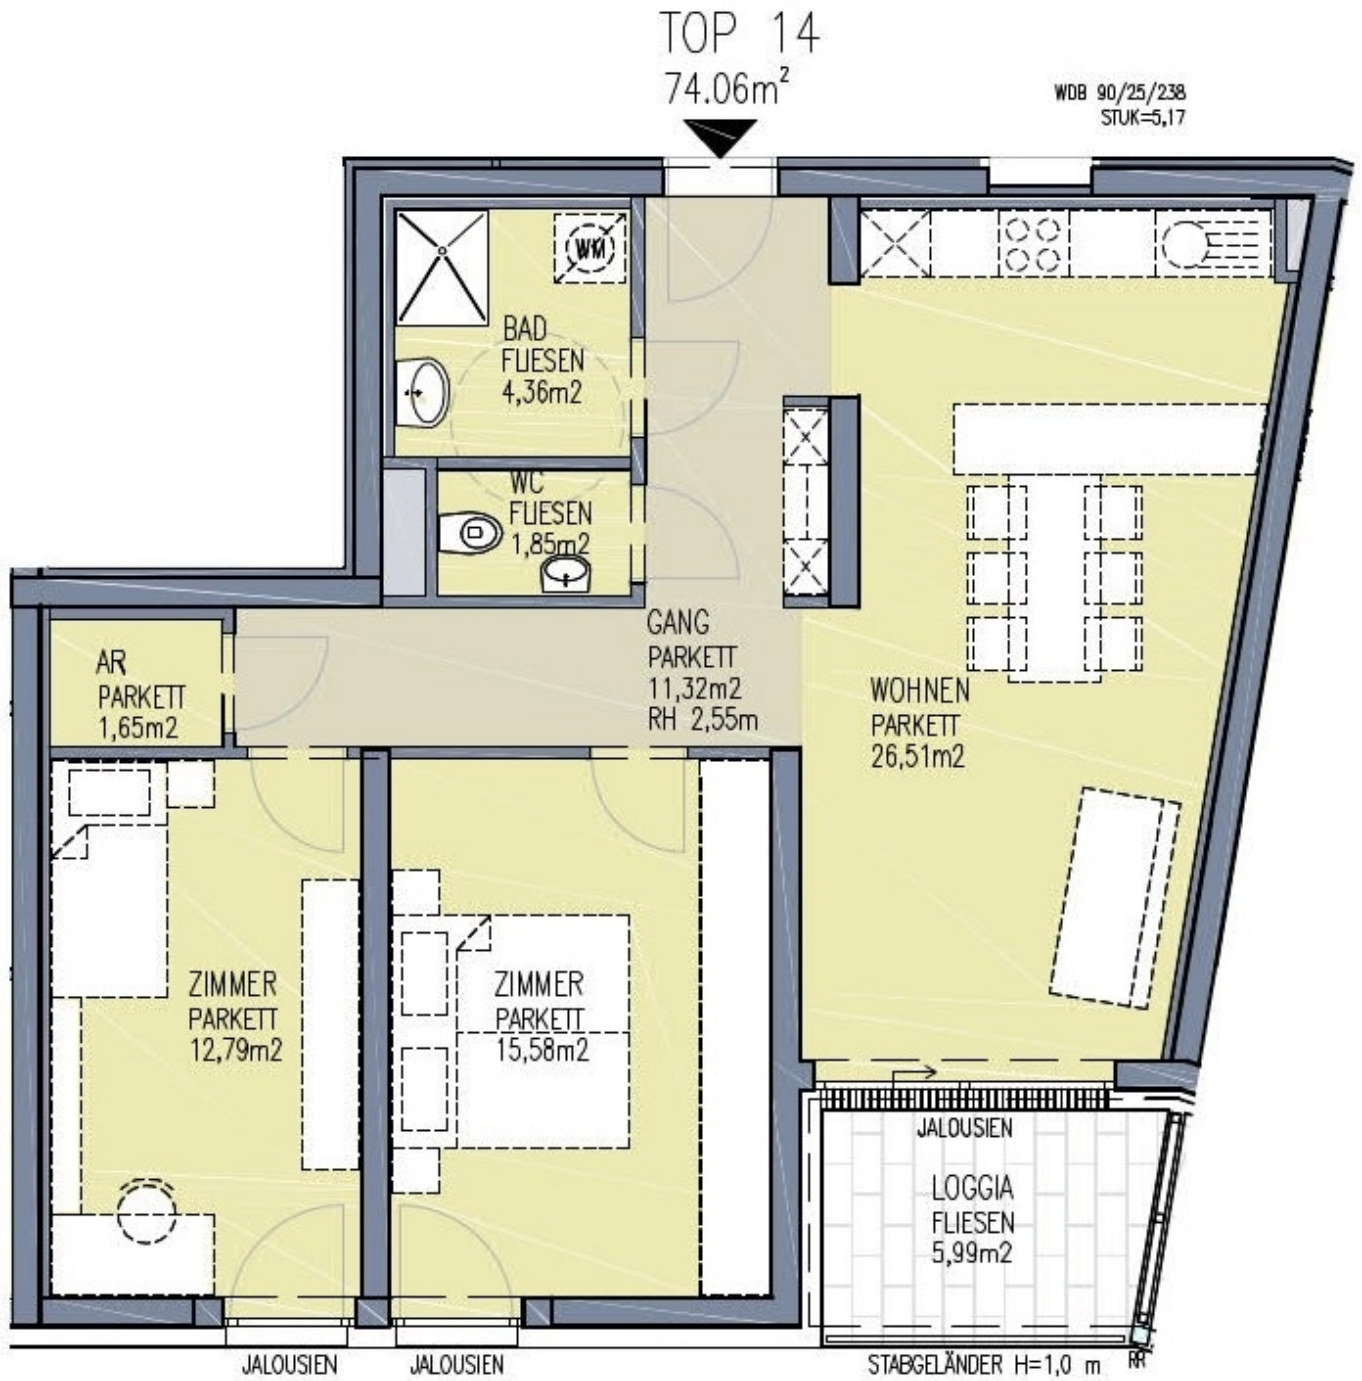 TOP 14
74.06m²
WDB 90/25/238
STUK=5,17
WM
BAD
FLIESEN
4,36m2
WC
FLIESEN
1,85m2
GANG
PARKETT
11,32m2
RH 2,55m
AR
PARKETT
1,65m2
WOHNEN
PARKETT
26,51m2
ZIMMER
PARKETT
12,79m2
ZIMMER
PARKETT
15,58m2
JALOUSIEN
LOGGIA
FLIESEN
5,99m2
JALOUSIEN
JALOUSIEN
STABGELÄNDER H=1,0 m
RR